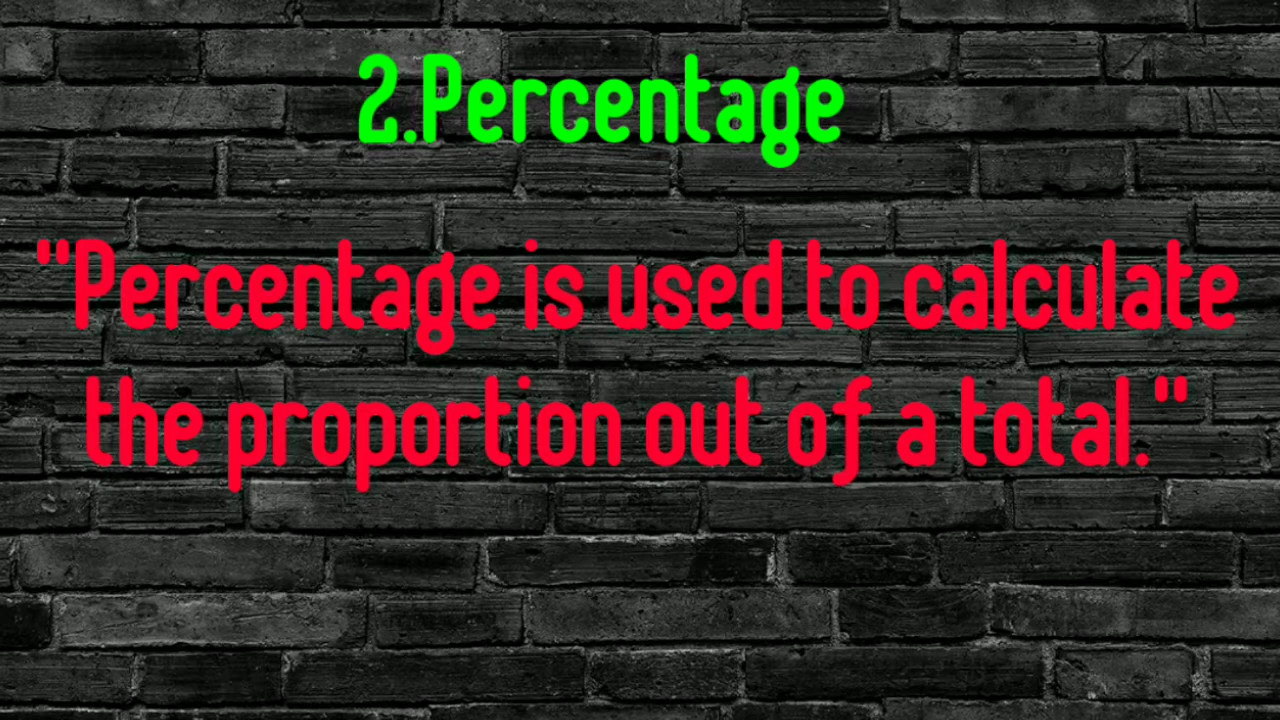 2.Percentage
"Percentage is used to calculate
the proportion out of a total."